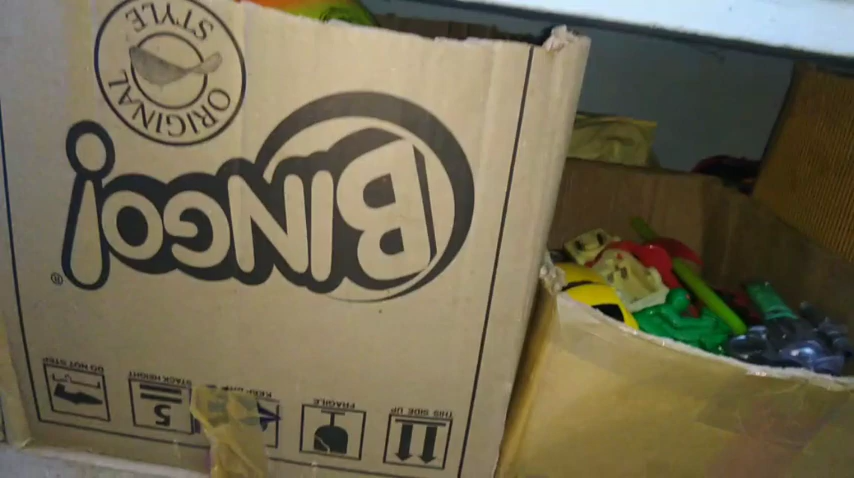 ORIGINAL STYLE
BINGO!®
DO NOT STEP
5
STACK HEIGHT
FRAGILE
THIS SIDE UP